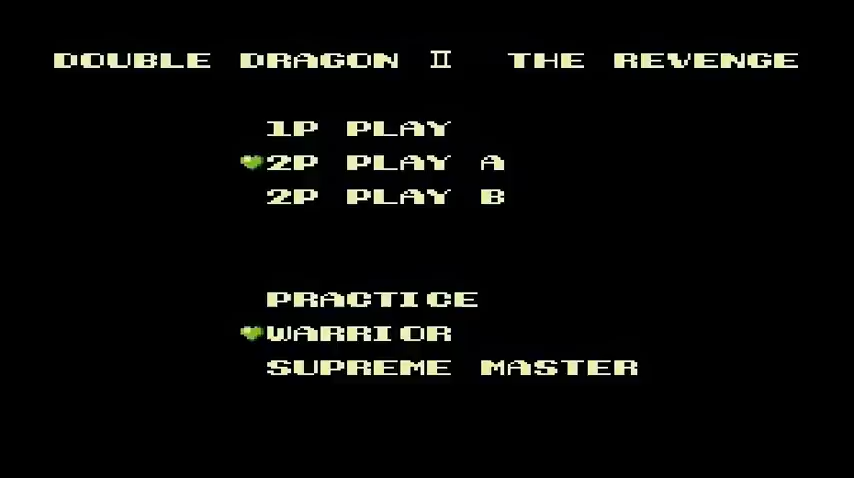 DOUBLE DRAGON II THE REVENGE
1P PLAY
2P PLAY A
2P PLAY B
PRACTICE
WARRIOR
SUPREME MASTER